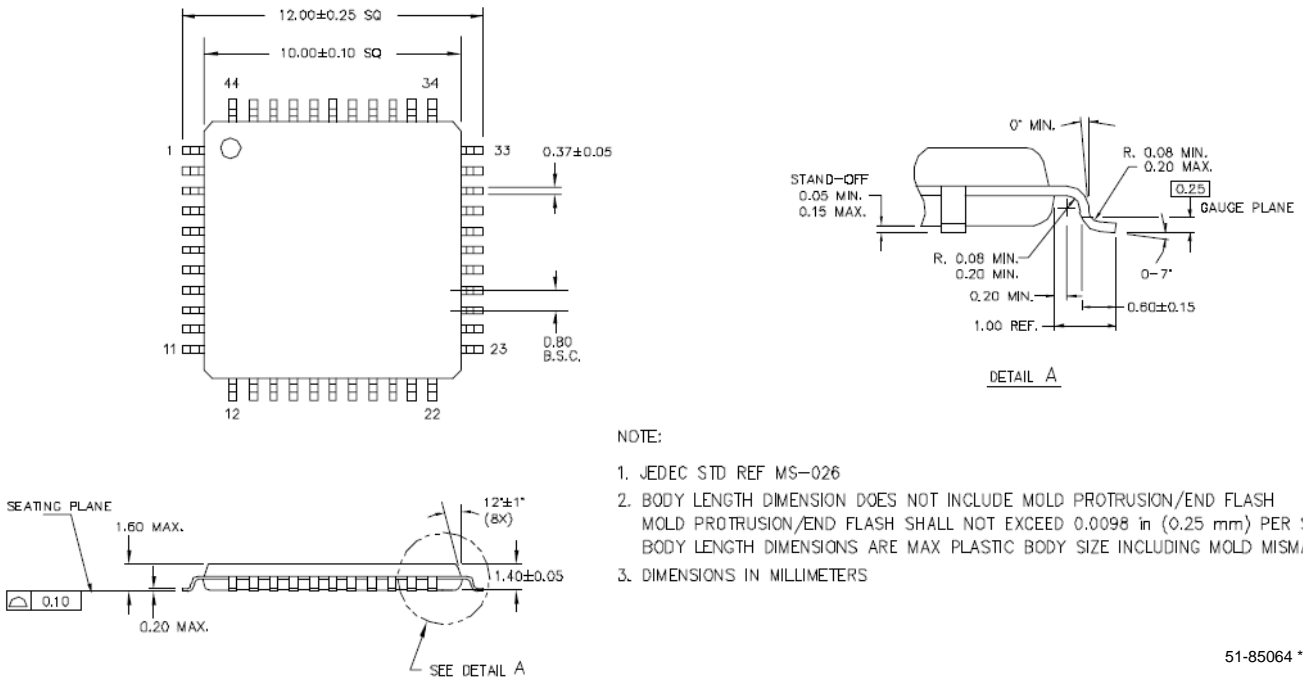 12.00±0.25 SQ
10.00±0.10 SQ
44
34
1
33
0.37±0.05
11
23
0.80
B.S.C.
12
22
0° MIN.
R. 0.08 MIN.
0.20 MAX.
STAND-OFF
0.05 MIN.
0.15 MAX.
0.25
GAUGE PLANE
R. 0.08 MIN.
0.20 MIN.
0-7°
0.20 MIN.
0.60±0.15
1.00 REF.
DETAIL A
NOTE:
1. JEDEC STD REF MS-026
2. BODY LENGTH DIMENSION DOES NOT INCLUDE MOLD PROTRUSION/END FLASH
MOLD PROTRUSION/END FLASH SHALL NOT EXCEED 0.0098 in (0.25 mm) PER
BODY LENGTH DIMENSIONS ARE MAX PLASTIC BODY SIZE INCLUDING MOLD
3. DIMENSIONS IN MILLIMETERS
SEATING PLANE
1.60 MAX.
12°±1°
(8X)
1.40±0.05
0.10
0.20 MAX.
SEE DETAIL A
51-85064 *